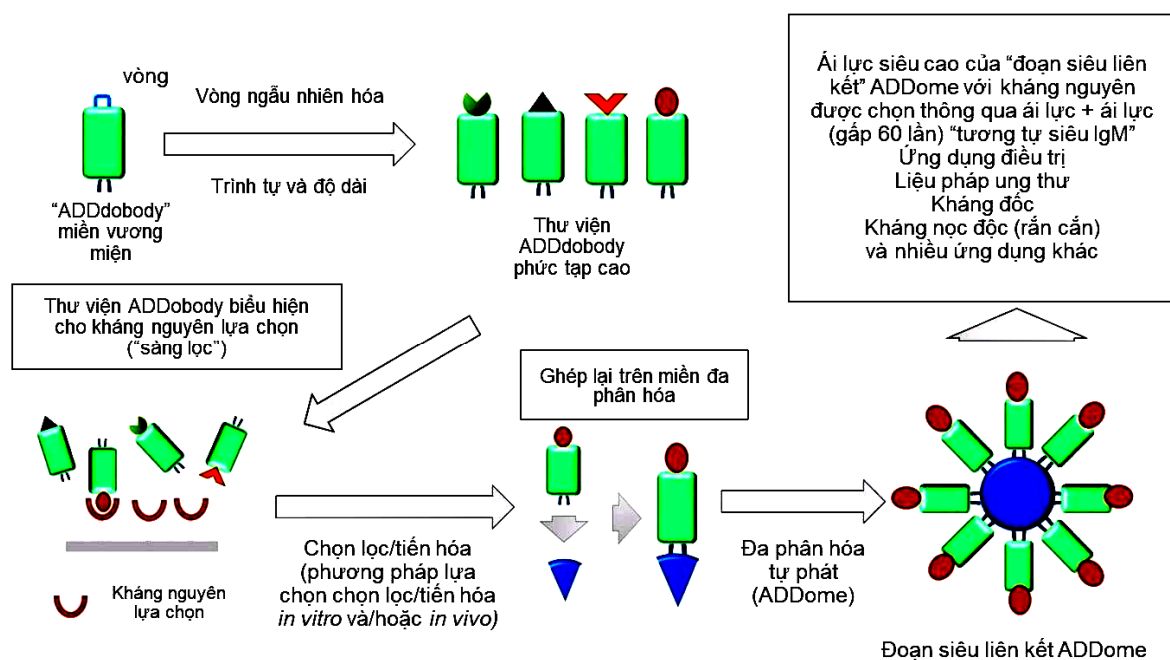 vòng
Vòng ngẫu nhiên hóa
Trình tự và độ dài
“ADDdobody”
miền vương
miện
Thư viện
ADDdobody
phức tạp cao
Ái lực siêu cao của “đoạn siêu liên
kết” ADDome với kháng nguyên
được chọn thông qua ái lực + ái lực
(gấp 60 lần) “tương tự siêu IgM”
Ứng dụng điều trị
Liệu pháp ung thư
Kháng đốc
Kháng nọc độc (rắn cắn)
và nhiều ứng dụng khác
Thư viện ADDobody biểu hiện
cho kháng nguyên lựa chọn
(“sàng lọc”)
Ghép lại trên miền đa
phân hóa
Kháng nguyên
lựa chọn
Chọn lọc/tiến hóa
(phương pháp lựa
chọn chọn lọc/tiến hóa
in vitro và/hoặc in vivo)
Đa phân hóa
tự phát
(ADDome)
Đoạn siêu liên kết ADDome